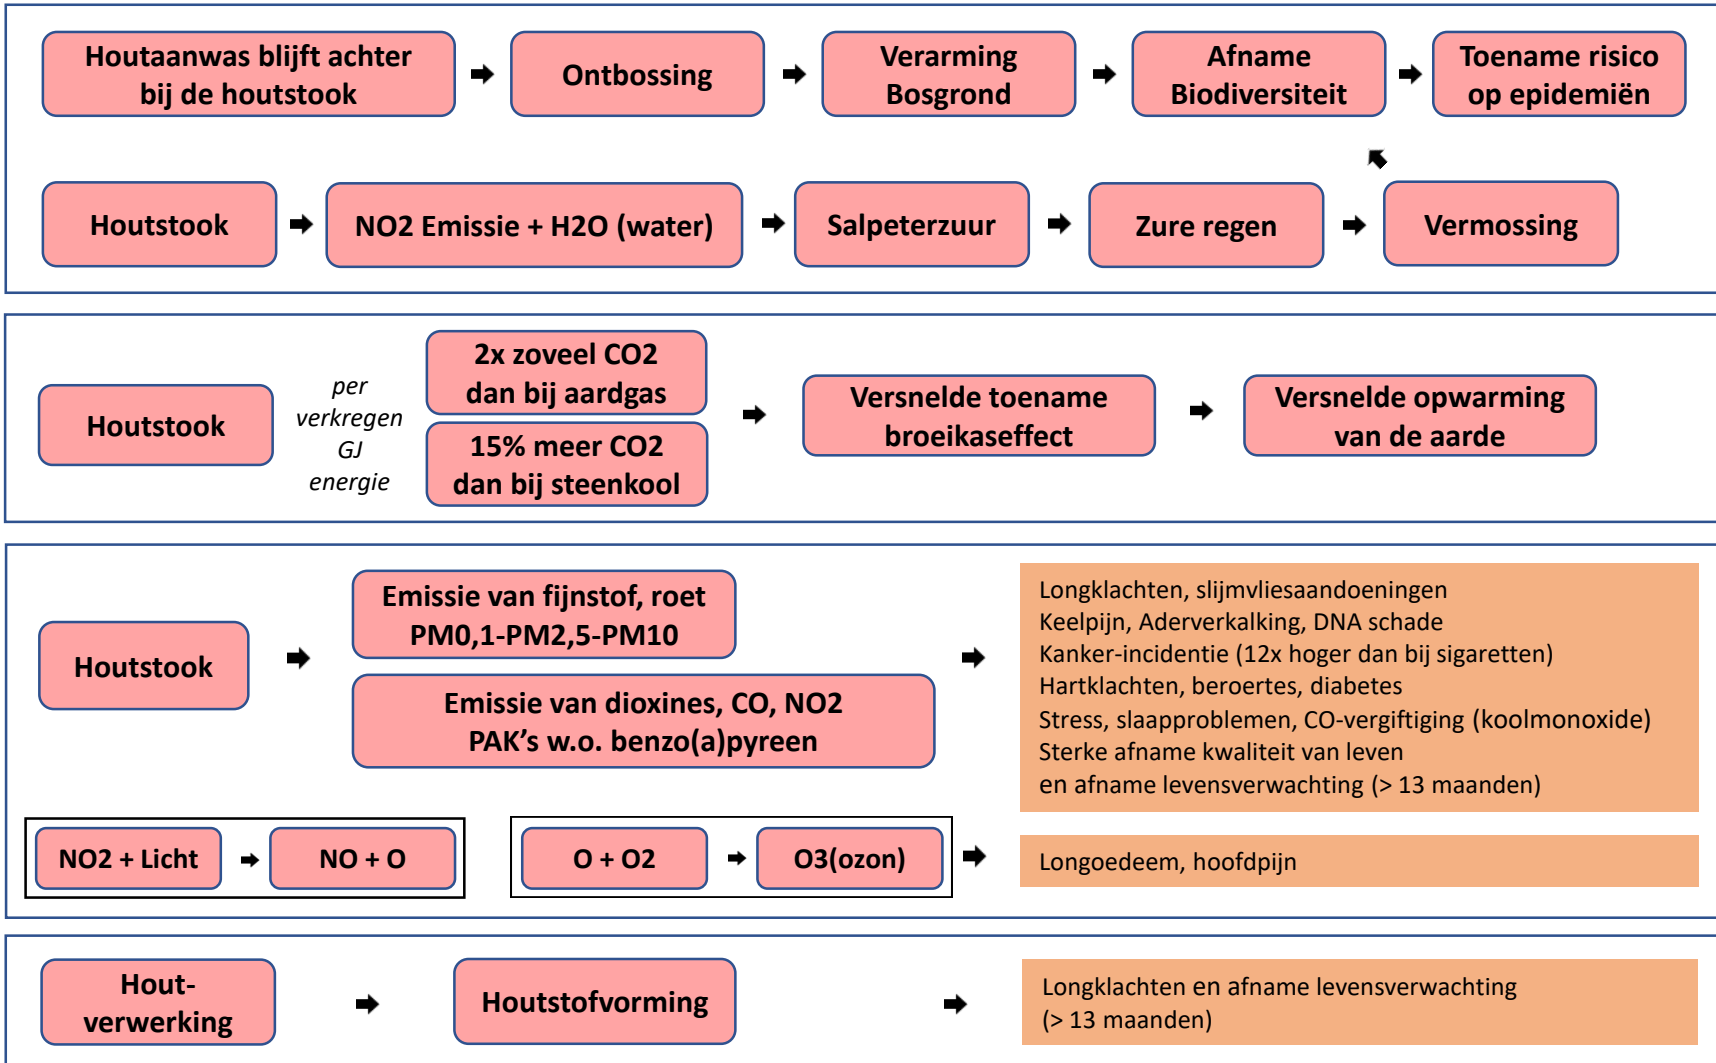 Houtaanwas blijft achter
bij de houtstook
Ontbossing
Verarming
Bosgrond
Afname
Biodiversiteit
Toename risico
op epidemiën
Houtstook
NO2 Emissie + H2O (water)
Salpeterzuur
Zure regen
Vermossing
Houtstook
per
verkregen
GJ
energie
2x zoveel CO2
dan bij aardgas
15% meer CO2
dan bij steenkool
Versnelde toename
broeikaseffect
Versnelde opwarming
van de aarde
Houtstook
Emissie van fijnstof, roet
PM0,1-PM2,5-PM10
Emissie van dioxines, CO, NO2
PAK's w.o. benzo(a)pyreen
Longklachten, slijmvliesaandoeningen
Keelpijn, Aderverkalking, DNA schade
Kanker-incidentie (12x hoger dan bij sigaretten)
Hartklachten, beroertes, diabetes
Stress, slaapproblemen, CO-vergiftiging (koolmonoxide)
Sterke afname kwaliteit van leven
en afname levensverwachting (> 13 maanden)
NO2 + Licht
NO + O
O + O2
O3(ozon)
Longoedeem, hoofdpijn
Hout-
verwerking
Houtstofvorming
Longklachten en afname levensverwachting
(> 13 maanden)